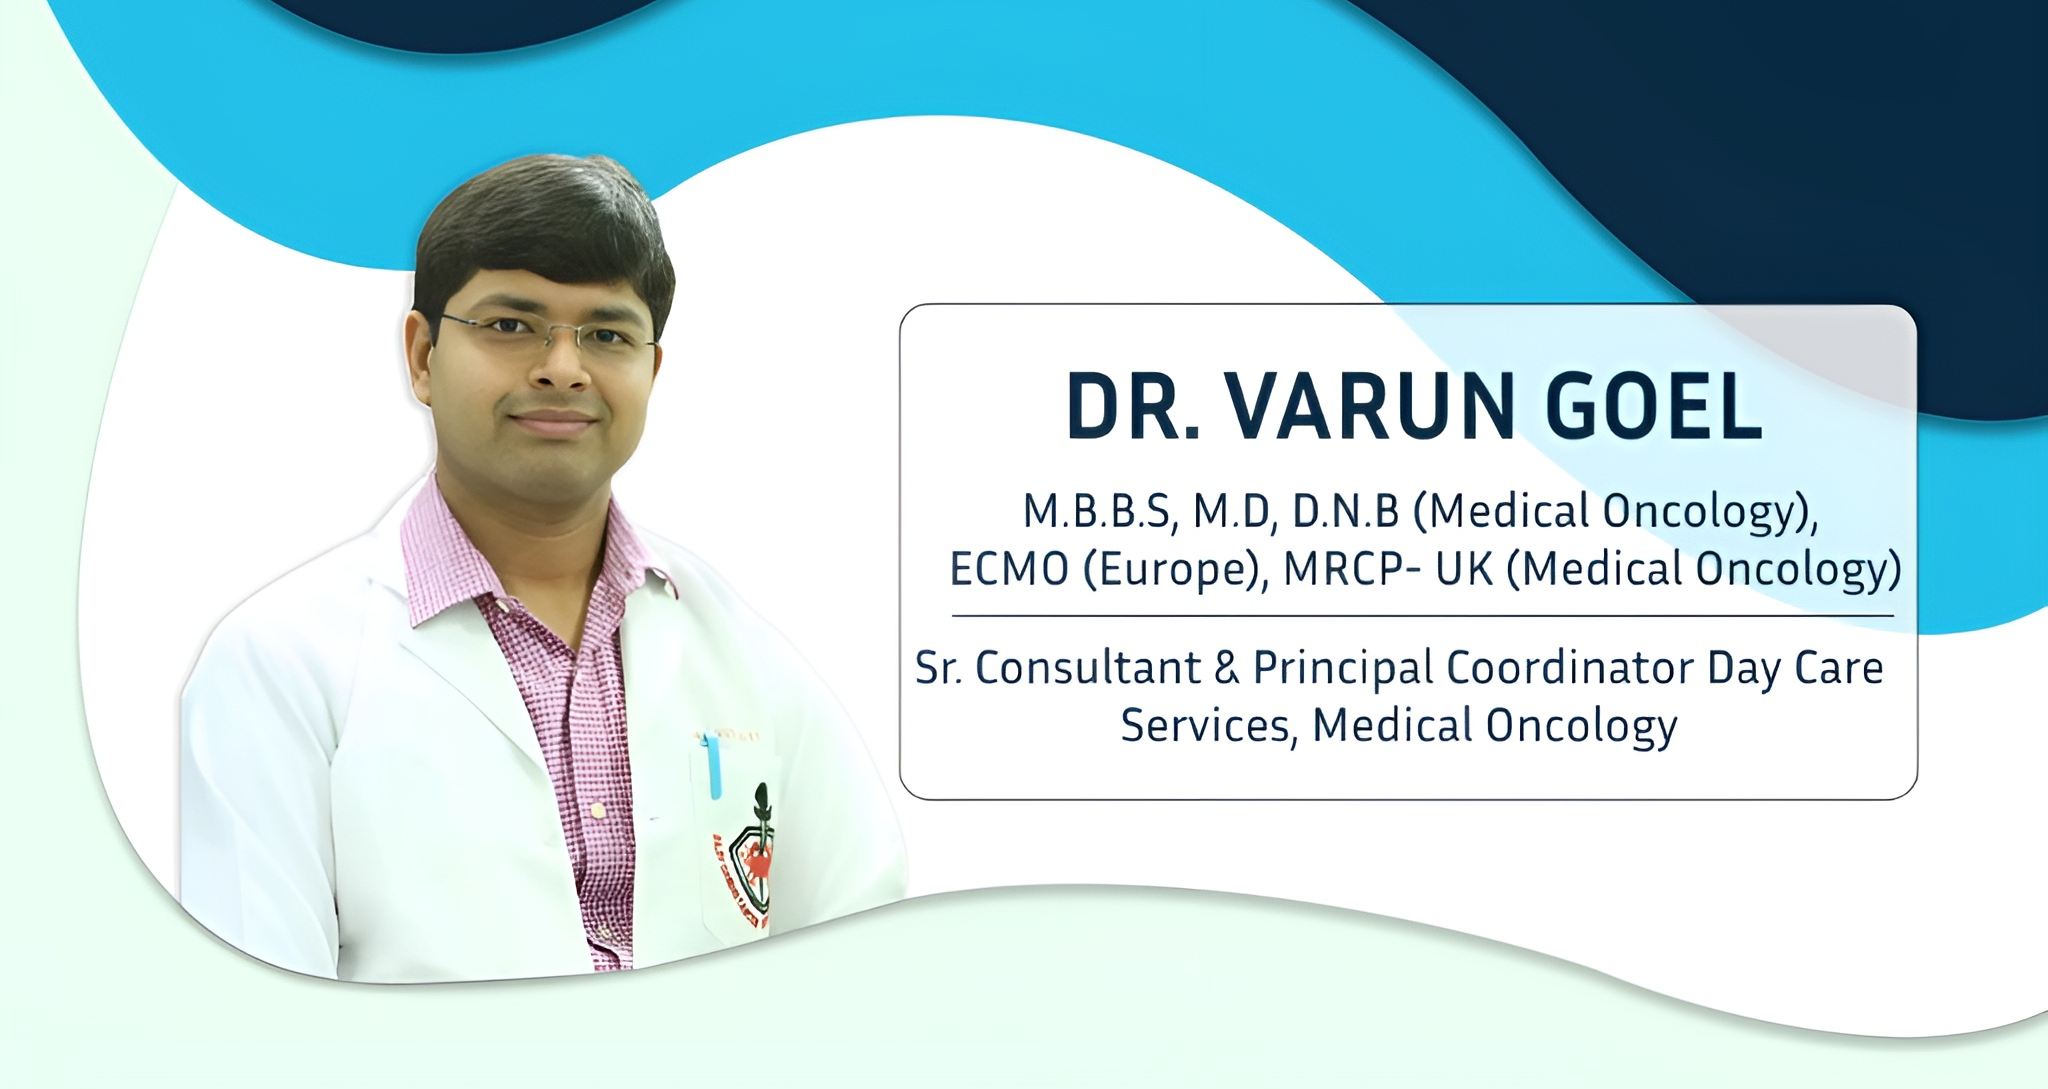 DR. VARUN GOEL
M.B.B.S, M.D, D.N.B (Medical Oncology),
ECMO (Europe), MRCP- UK (Medical Oncology)
Sr. Consultant & Principal Coordinator Day Care
Services, Medical Oncology